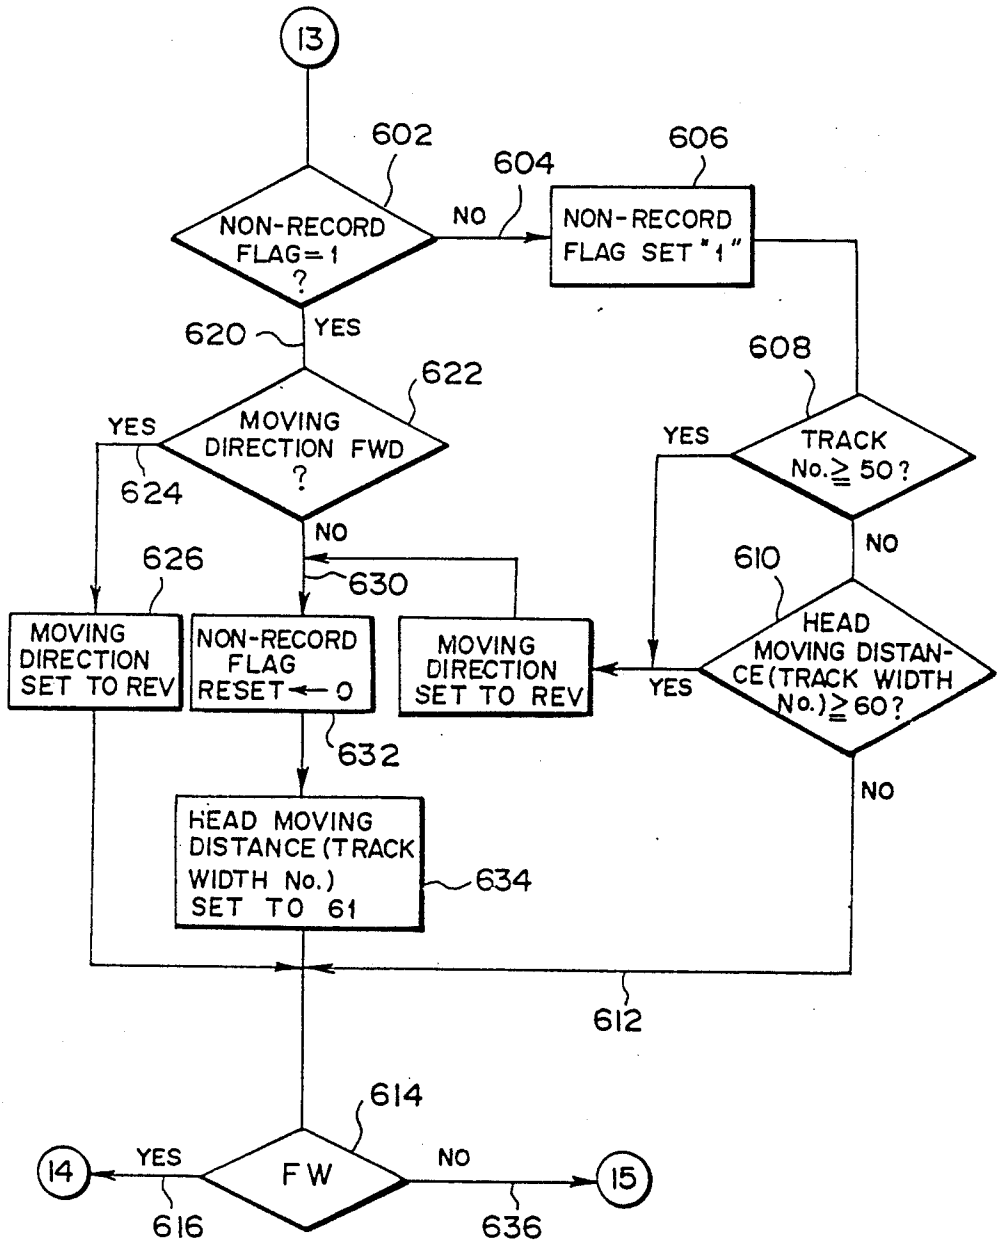 13
602
NON-RECORD
FLAG=1
?
NO
604
606
NON-RECORD
FLAG SET "1"
620
YES
622
MOVING
DIRECTION FWD
?
YES
624
NO
608
TRACK
No.≧50?
YES
NO
610
HEAD
MOVING DISTAN-
CE(TRACK WIDTH
No.)≧60?
YES
NO
626
MOVING
DIRECTION
SET TO REV
630
NON-RECORD
FLAG
RESET←0
632
MOVING
DIRECTION
SET TO REV
HEAD MOVING
DISTANCE(TRACK
WIDTH No.)
SET TO 61
634
612
614
FW
YES
14
616
NO
15
636